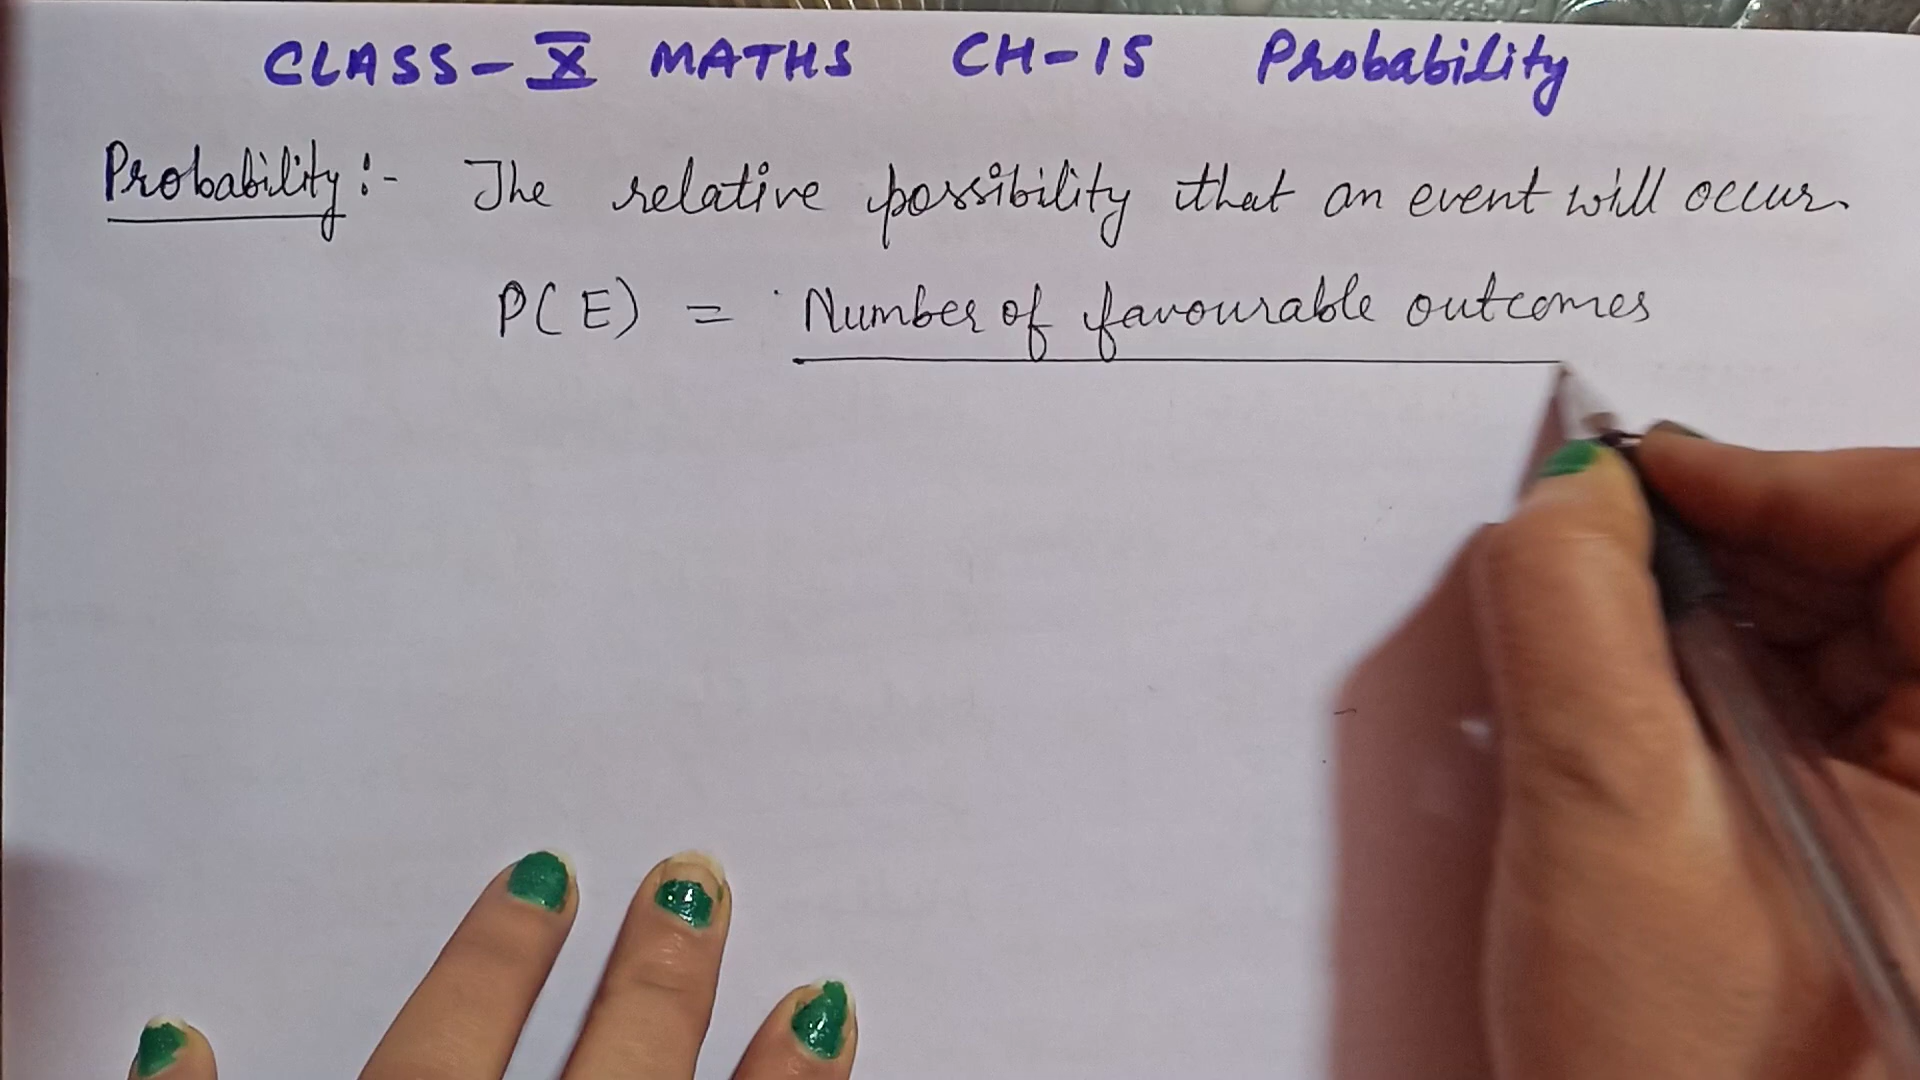 CLASS-X MATHS CH-15 Probability
Probability:- The relative possibility that an event will occur.
P(E) = Number of favourable outcomes